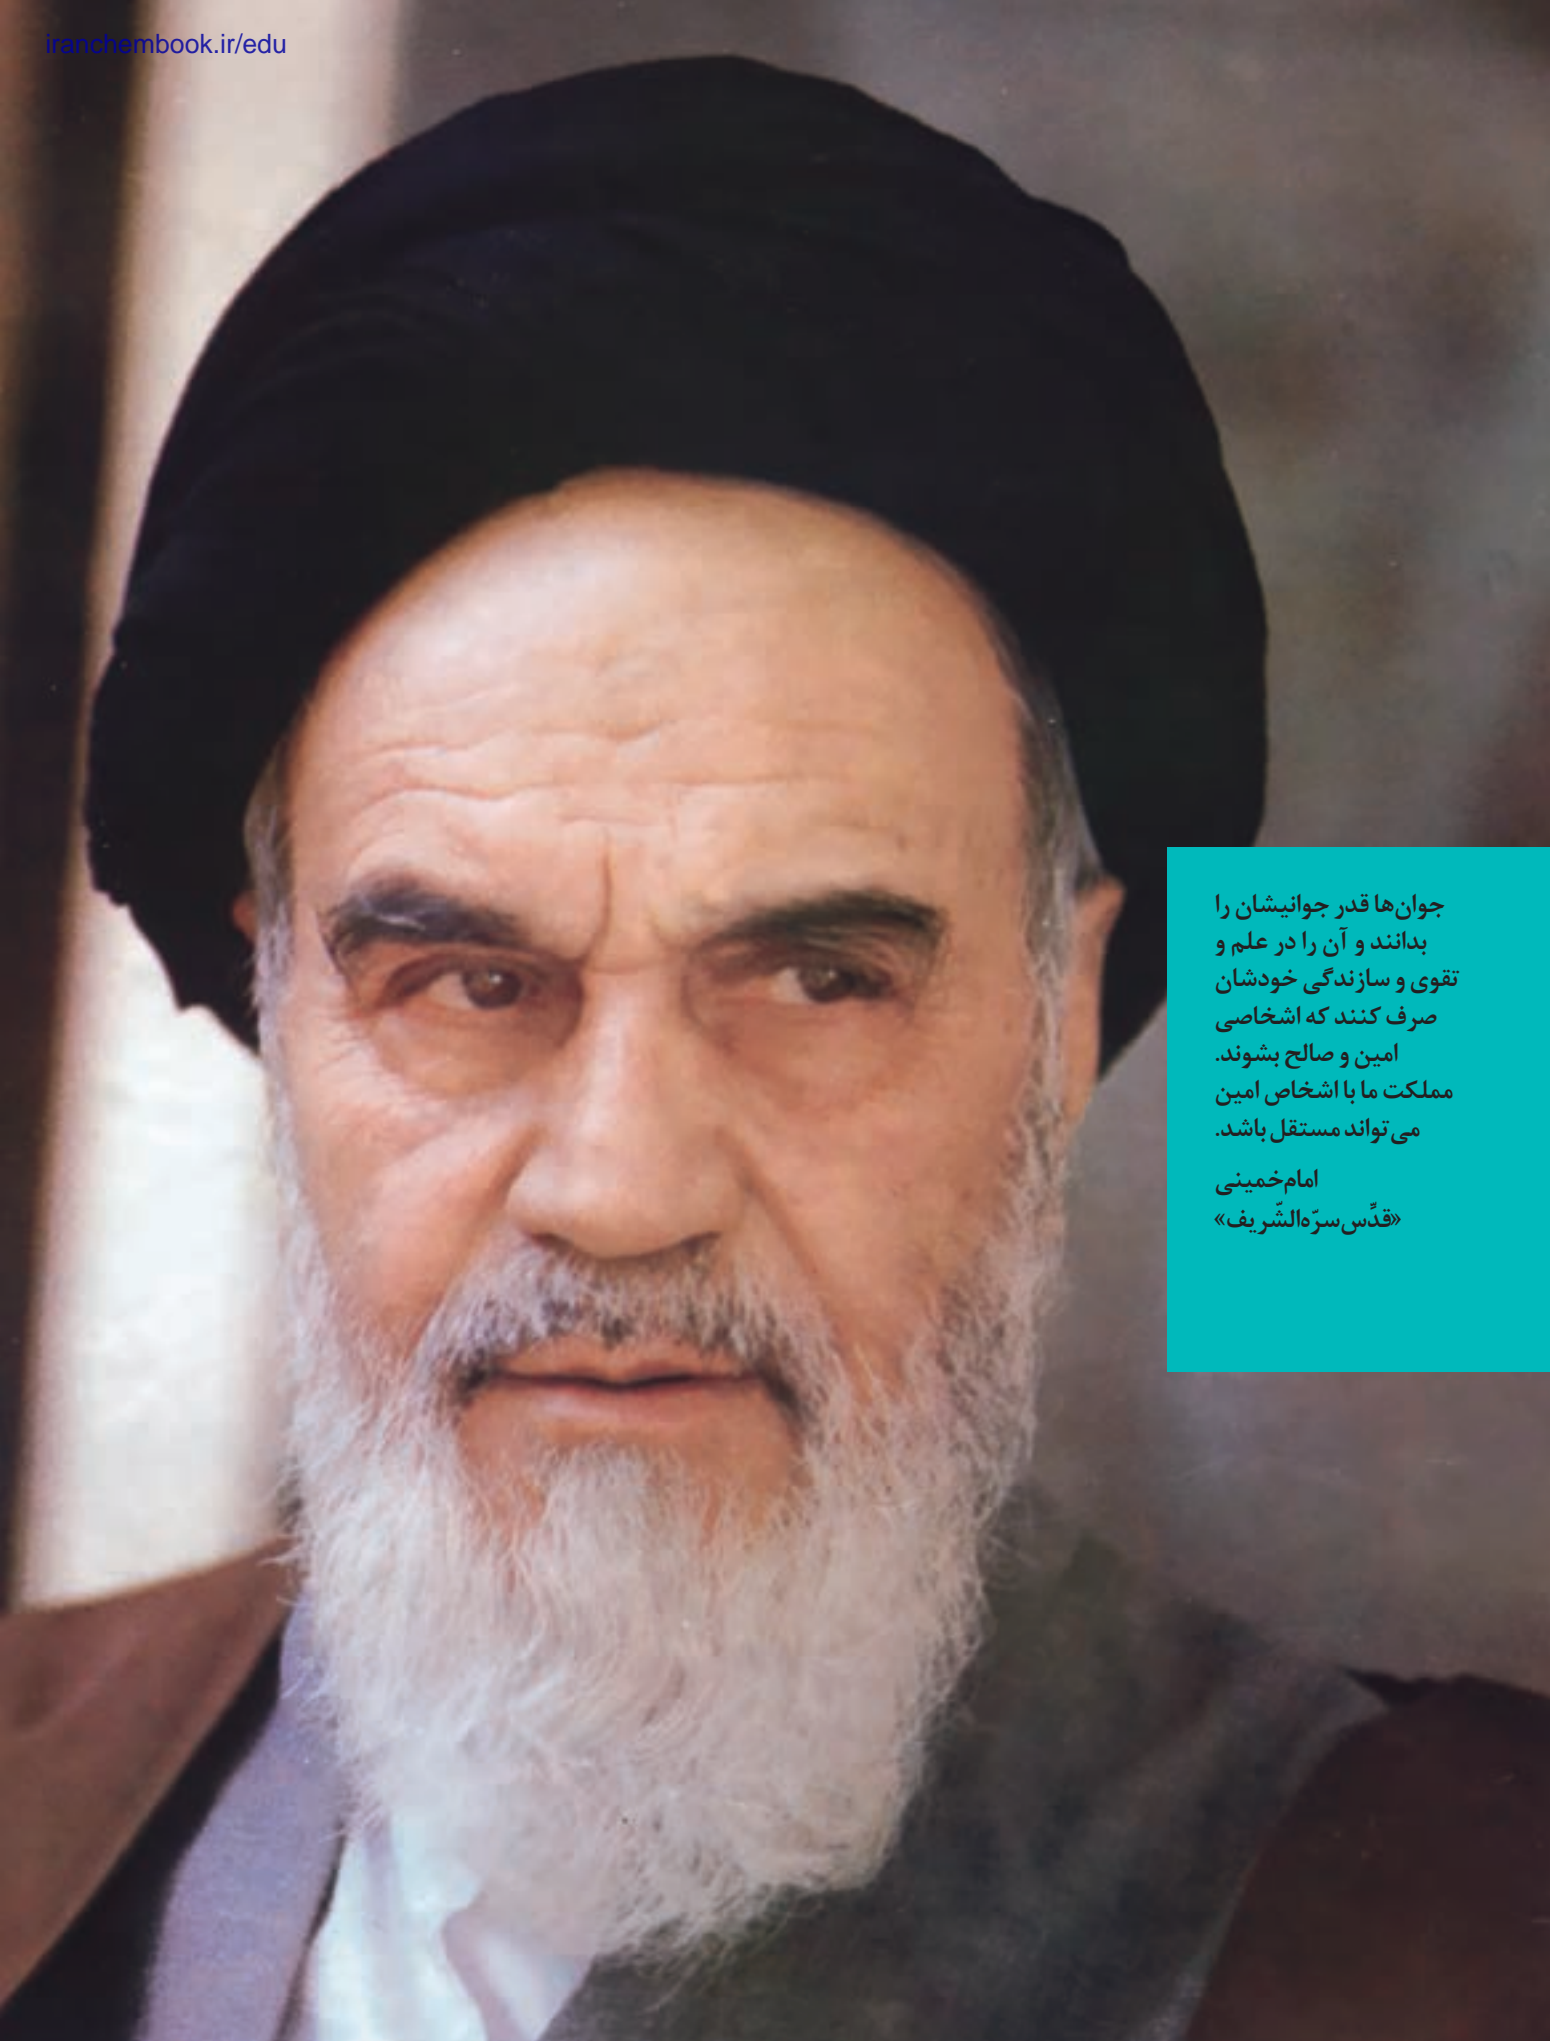 iranchembook.ir/edu
جوان‌ها قدر جوانیشان را
بدانند و آن را در علم و
تقوی و سازندگی خودشان
صرف کنند که اشخاصی
امین و صالح بشوند.
مملکت ما با اشخاص امین
می‌تواند مستقل باشد.
امام‌خمینی
«قدِّس‌سرّه‌الشّریف»